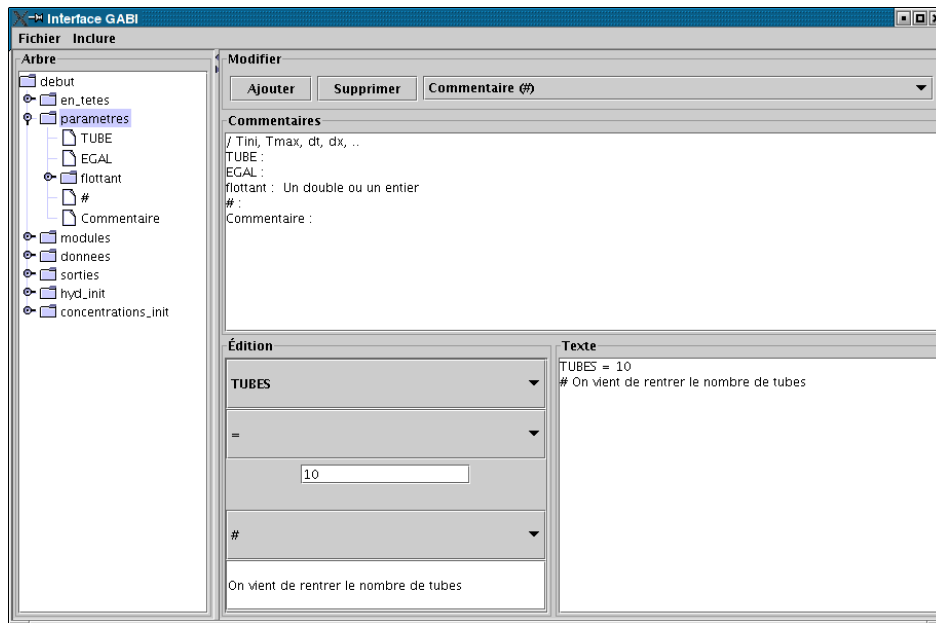 Interface GABI
Fichier Inclure
Arbre
debut
en_tetes
parametres
TUBE
EGAL
flottant
#
Commentaire
modules
donnees
sorties
hyd_init
concentrations_init
Modifier
Ajouter Supprimer Commentaire (#)
Commentaires
/ Tini, Tmax, dt, dx, ..
TUBE :
EGAL :
flottant : Un double ou un entier
# :
Commentaire :
Édition
TUBES
=
10
#
On vient de rentrer le nombre de tubes
Texte
TUBES = 10
# On vient de rentrer le nombre de tubes